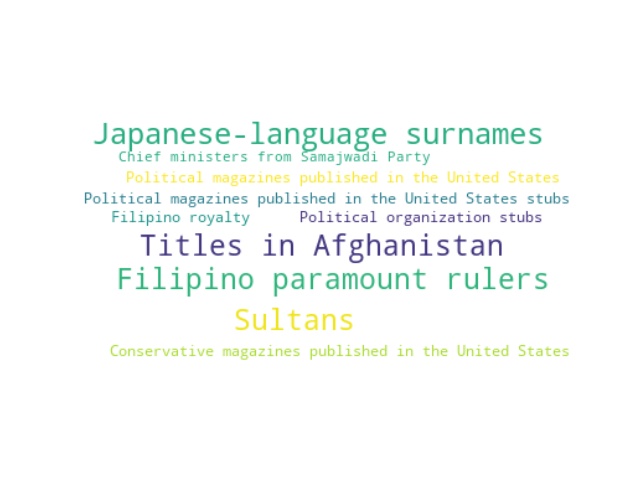 Japanese-language surnames
Chief ministers from Samajwadi Party
Political magazines published in the United States
Political magazines published in the United States stubs
Filipino royalty
Political organization stubs
Titles in Afghanistan
Filipino paramount rulers
Sultans
Conservative magazines published in the United States